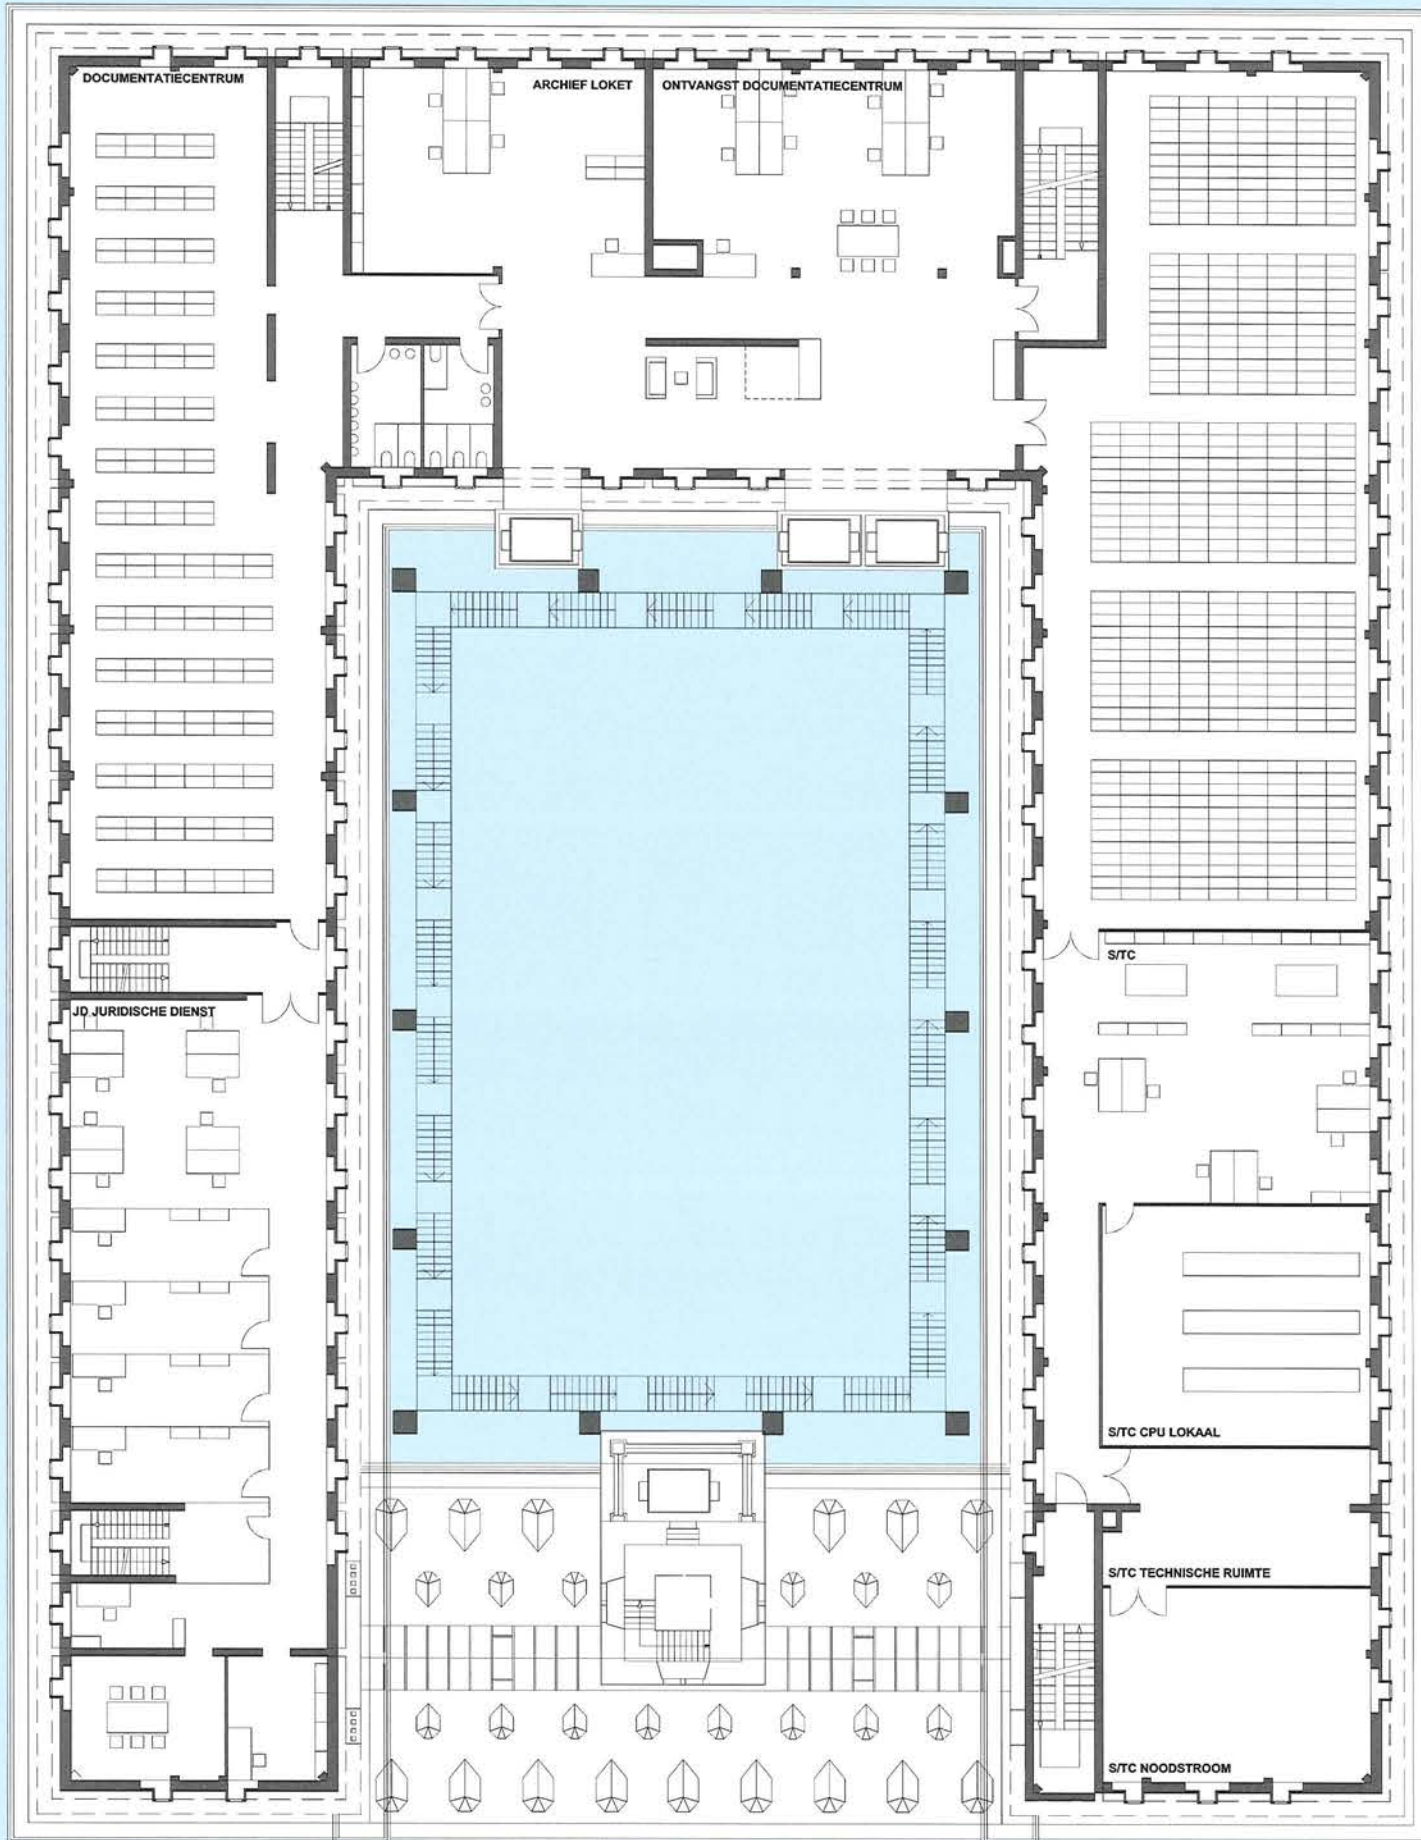 DOCUMENTATIECENTRUM
ARCHIEF LOKET
ONTVANGST DOCUMENTATIECENTRUM
S/TC
JD JURIDISCHE DIENST
S/TC CPU LOKAAL
S/TC TECHNISCHE RUIMTE
S/TC NOODSTROOM